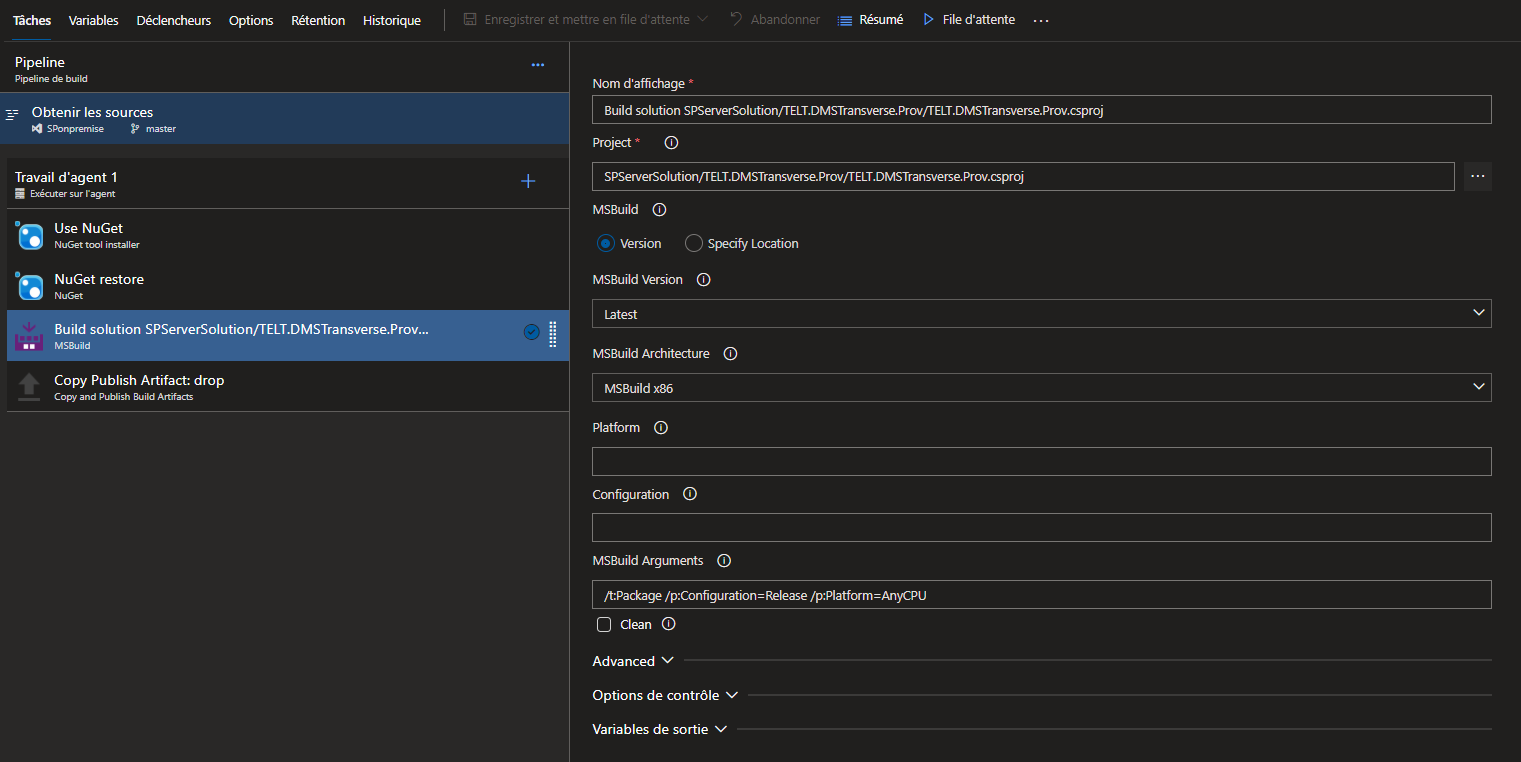 Tâches Variables Déclencheurs Options Rétention Historique Enregistrer et mettre en file d'attente Abandonner Résumé File d'attente ...
Pipeline
Pipeline de build
Obtenir les sources
SPonpremise master
Travail d'agent 1
Exécuter sur l'agent
Use NuGet
NuGet tool installer
NuGet restore
NuGet
Build solution SPServerSolution/TELT.DMSTransverse.Prov...
MSBuild
Copy Publish Artifact: drop
Copy and Publish Build Artifacts
Nom d'affichage *
Build solution SPServerSolution/TELT.DMSTransverse.Prov/TELT.DMSTransverse.Prov.csproj
Project *
SPServerSolution/TELT.DMSTransverse.Prov/TELT.DMSTransverse.Prov.csproj
MSBuild
Version Specify Location
MSBuild Version
Latest
MSBuild Architecture
MSBuild x86
Platform
Configuration
MSBuild Arguments
/t:Package /p:Configuration=Release /p:Platform=AnyCPU
Clean
Advanced
Options de contrôle
Variables de sortie